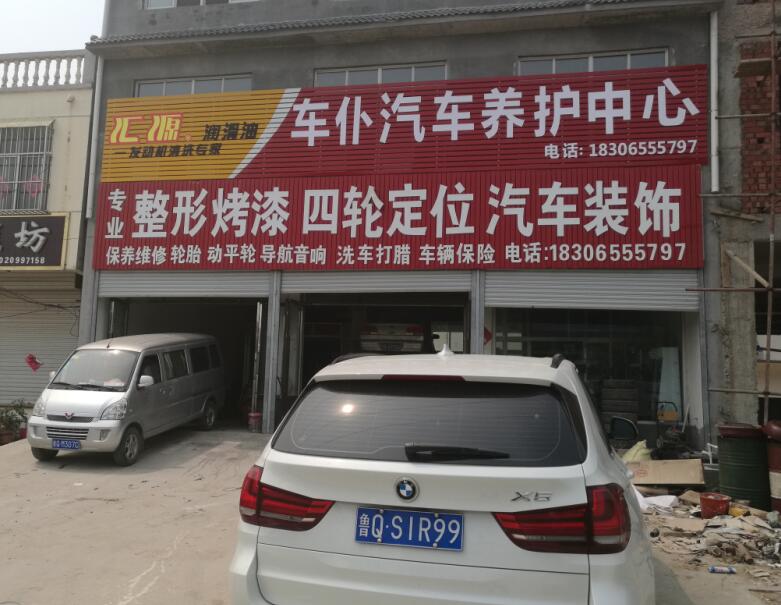 汇源 润滑油
发动机清洗专家
车仆汽车养护中心
电话: 18306555797
专业 整形烤漆 四轮定位 汽车装饰
保养维修 轮胎 动平轮 导航音响 洗车打腊 车辆保险 电话:18306555797
坊
020997158
X5
鲁Q·S1R99